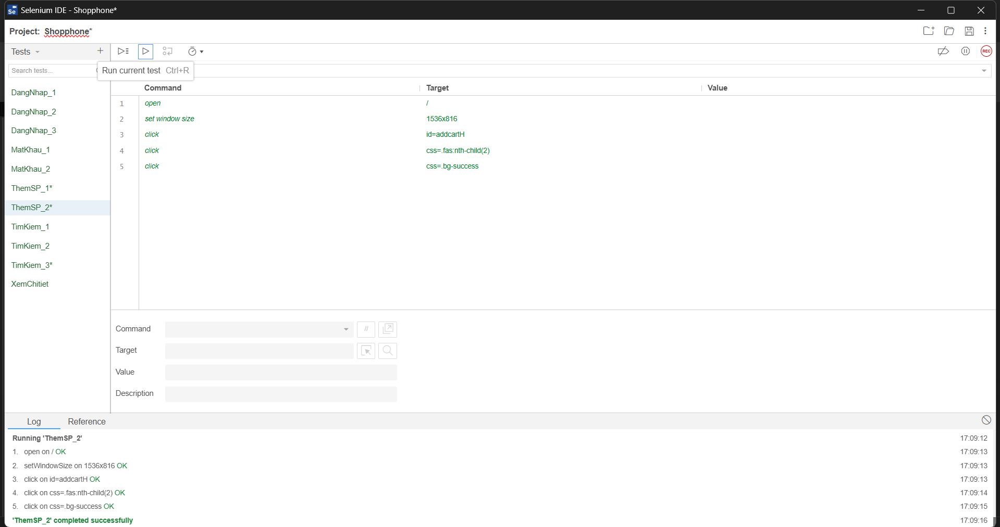 Selenium IDE - Shopphone*
Project: Shopphone*
Tests
REC
Search tests...
Run current test Ctrl+R
Command Target Value
1 open /
2 set window size 1536x816
3 click id=addcartH
4 click css=.fas:nth-child(2)
5 click css=.bg-success
DangNhap_1
DangNhap_2
DangNhap_3
MatKhau_1
MatKhau_2
ThemSP_1*
ThemSP_2*
TimKiem_1
TimKiem_2
TimKiem_3*
XemChitiet
Command //
Target
Value
Description
Log Reference
Running 'ThemSP_2' 17:09:12
1. open on / OK 17:09:13
2. setWindowSize on 1536x816 OK 17:09:13
3. click on id=addcartH OK 17:09:13
4. click on css=.fas:nth-child(2) OK 17:09:14
5. click on css=.bg-success OK 17:09:15
'ThemSP_2' completed successfully 17:09:16